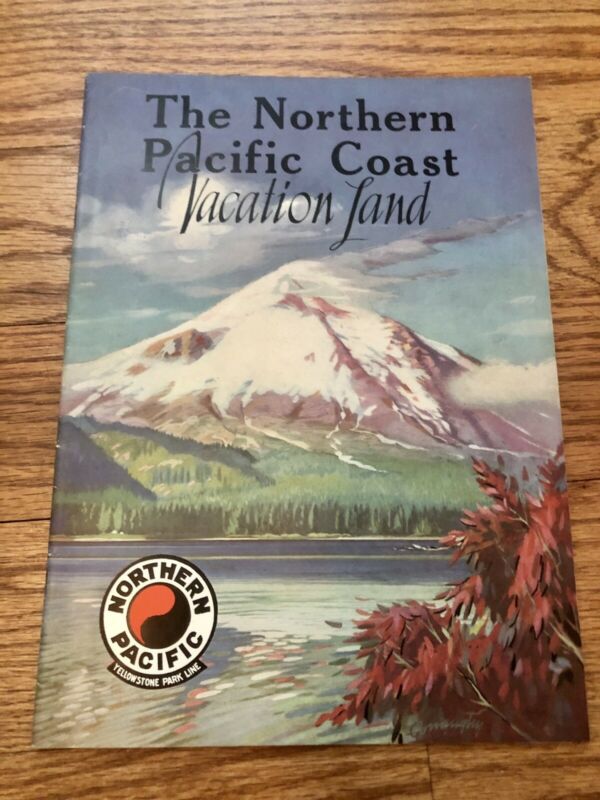 The Northern
Pacific Coast
Vacation Land
NORTHERN
PACIFIC
YELLOWSTONE PARK LINE